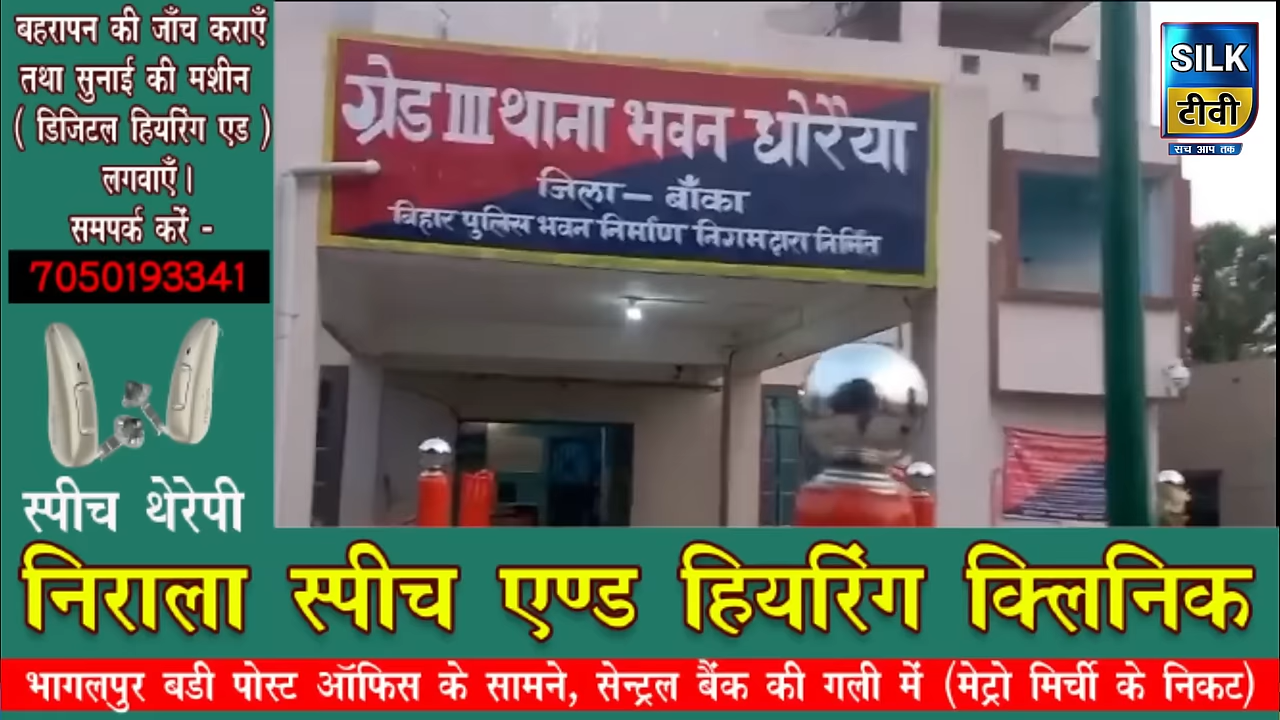 बहरापन की जाँच कराएँ
तथा सुनाई की मशीन
( डिजिटल हियरिंग एड )
लगवाएँ।
समपर्क करें -
7050193341
स्पीच थेरेपी
ग्रेड III थाना भवन धोरैया
जिला – बाँका
बिहार पुलिस भवन निर्माण निगम द्वारा निर्मित
SILK
टीवी
सच आप तक
निराला स्पीच एण्ड हियरिंग क्लिनिक
भागलपुर बडी पोस्ट ऑफिस के सामने, सेन्ट्रल बैंक की गली में (मेट्रो मिर्ची के निकट)